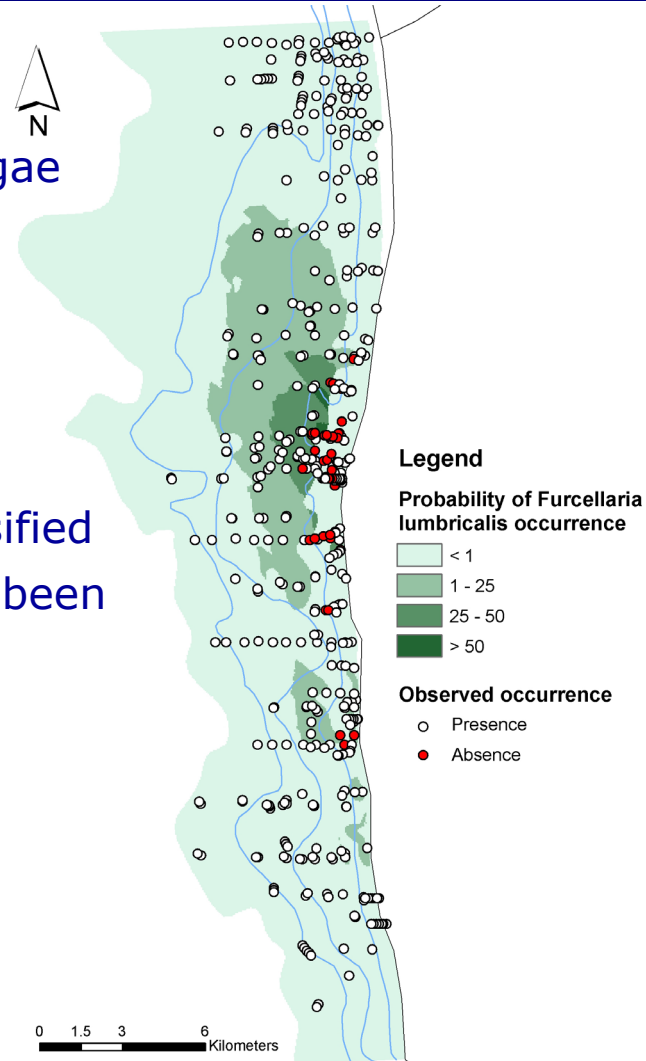 N
gae
sified
been
Legend
Probability of Furcellaria
lumbricalis occurrence
< 1
1 - 25
25 - 50
> 50
Observed occurrence
Presence
Absence
0 1.5 3 6
Kilometers